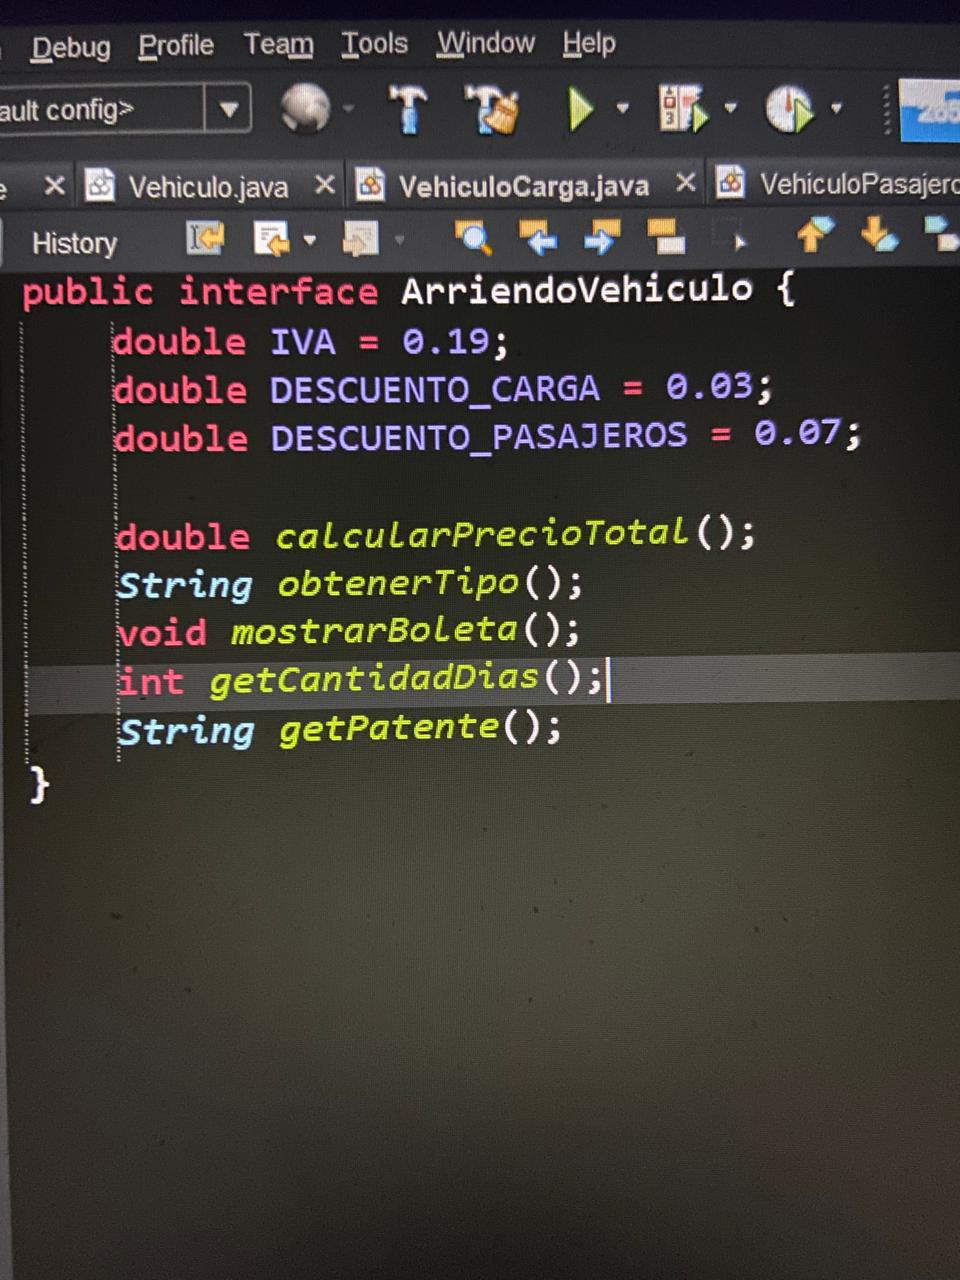 Debug Profile Team Tools Window Help
ault config>
Vehiculo.java VehiculoCarga.java VehiculoPasajero
History
public interface ArriendoVehiculo {
double IVA = 0.19;
double DESCUENTO_CARGA = 0.03;
double DESCUENTO_PASAJEROS = 0.07;
double calcularPrecioTotal();
String obtenerTipo();
void mostrarBoleta();
int getCantidadDias();
String getPatente();
}